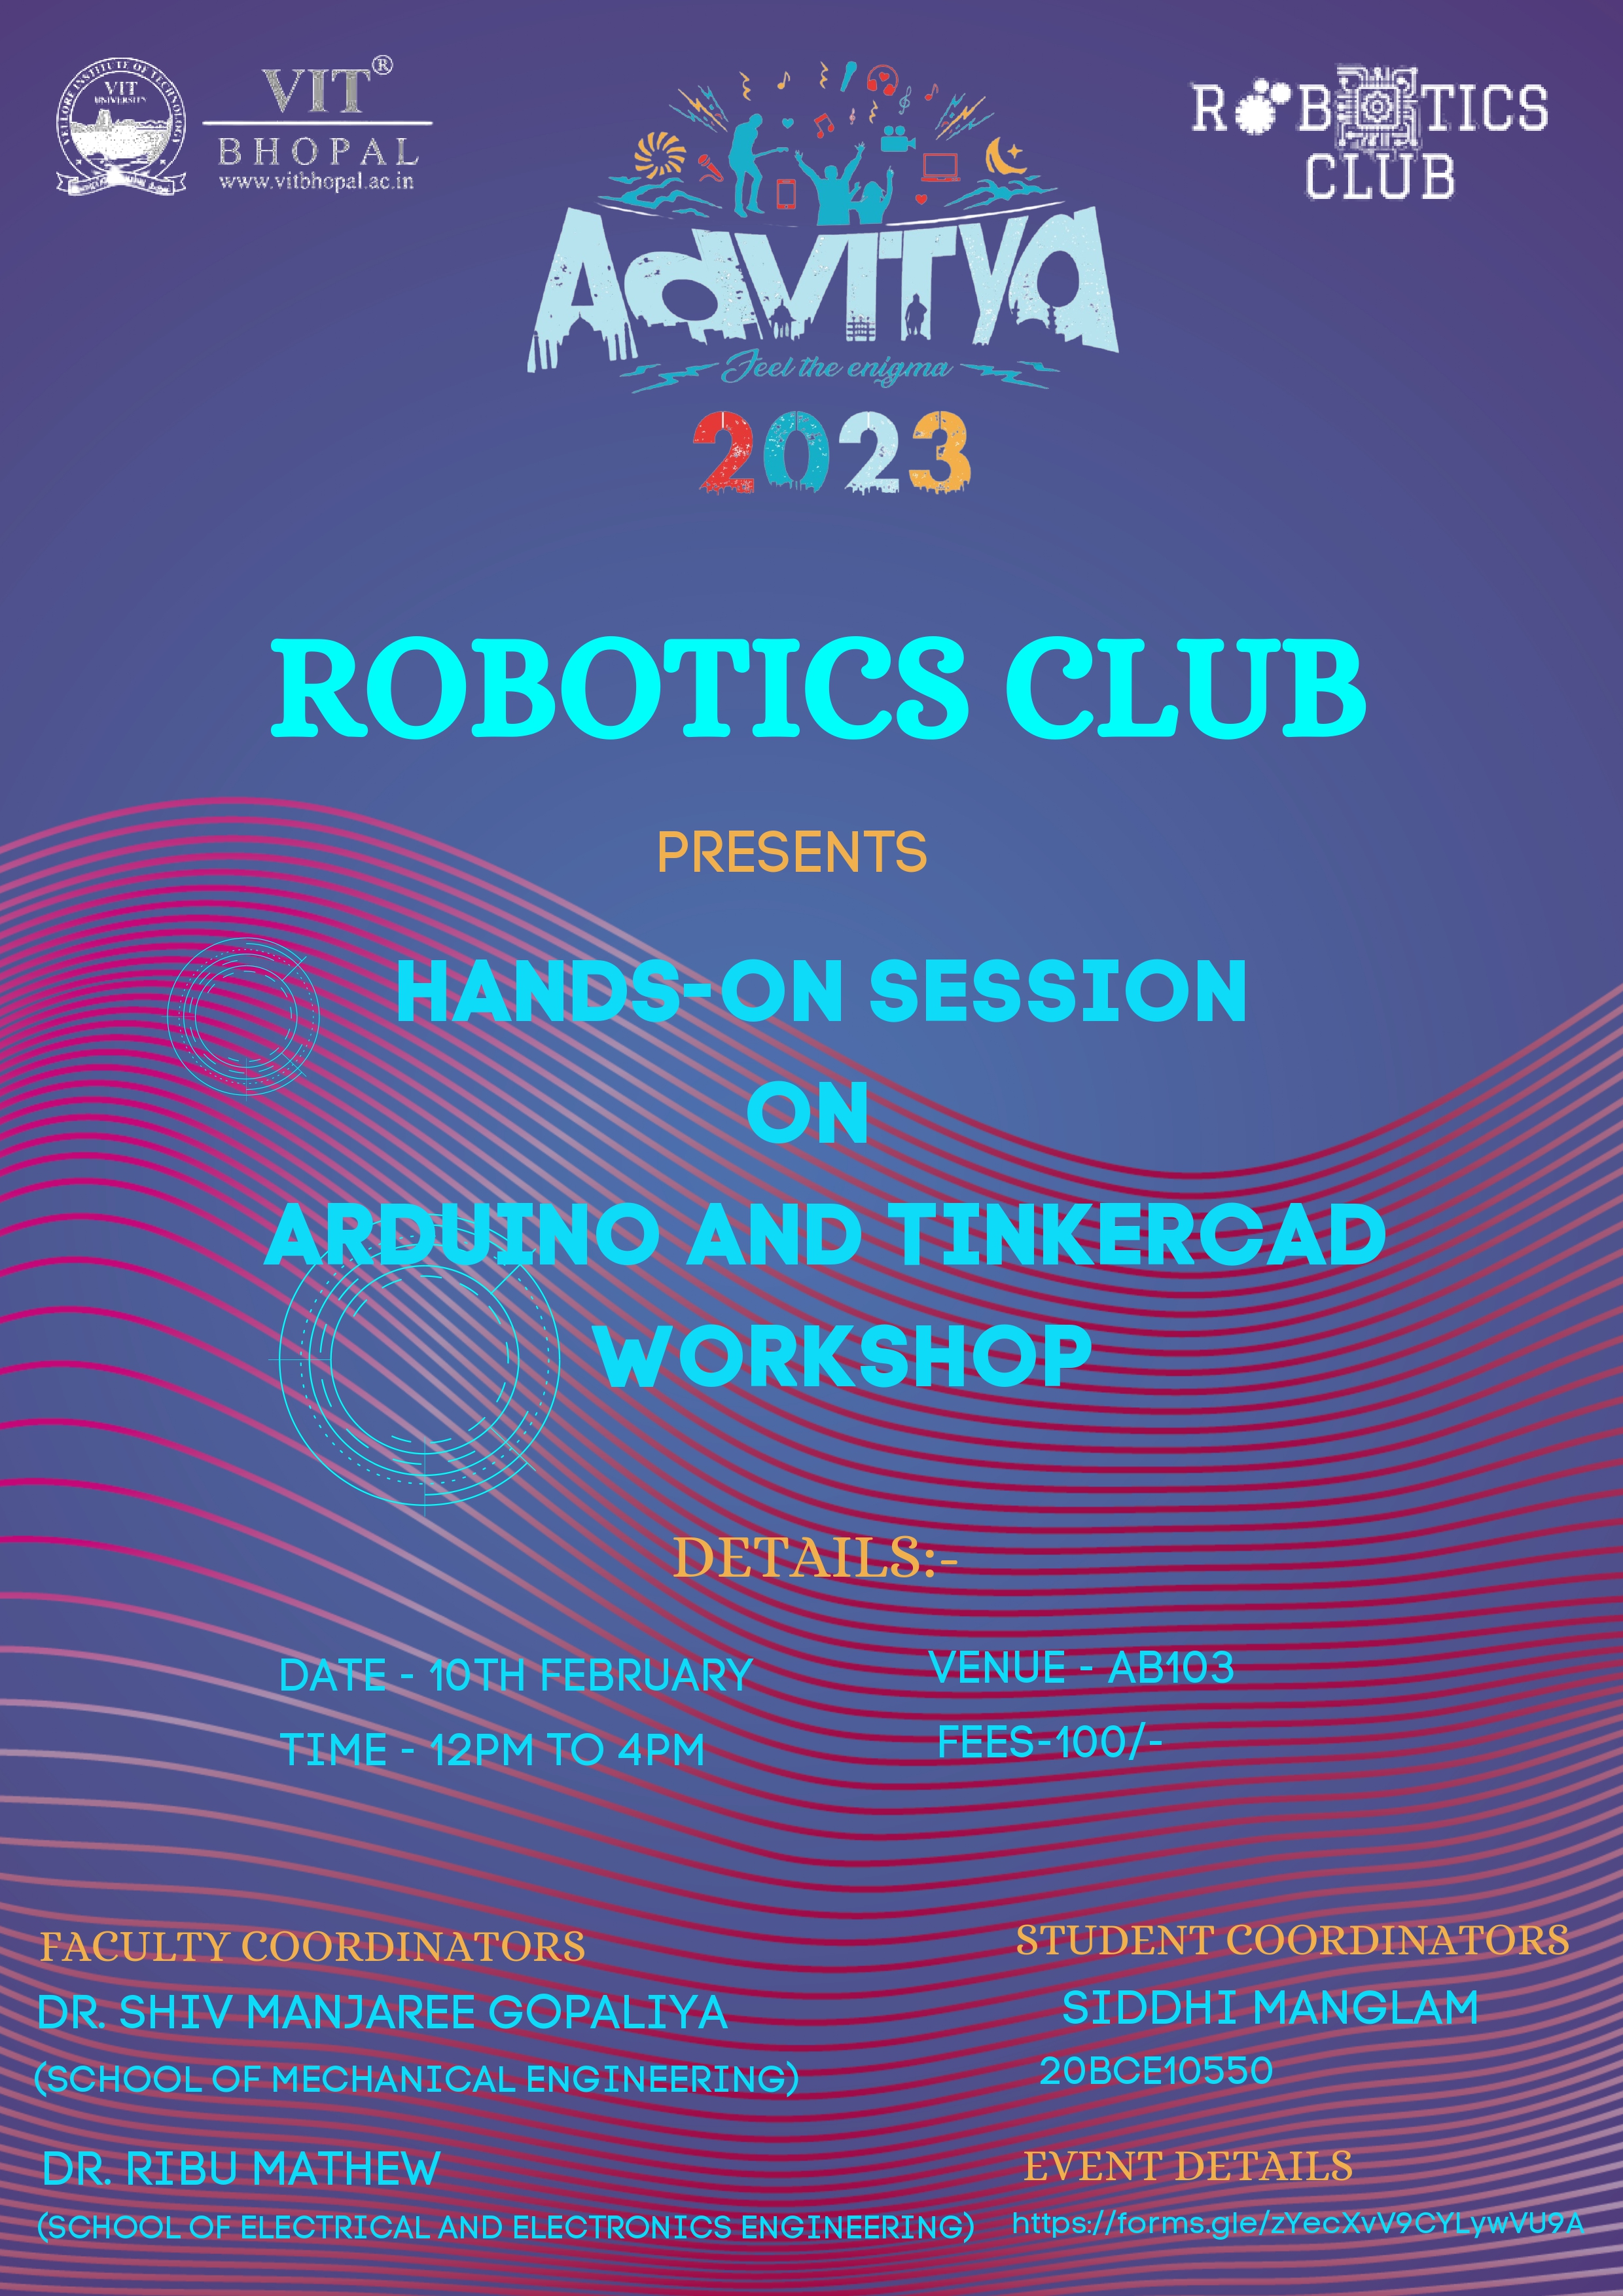 VELLORE INSTITUTE OF TECHNOLOGY
VIT
UNIVERSITY
VIT®
BHOPAL
www.vitbhopal.ac.in
ROBOTICS
CLUB
AdVITYa
Feel the enigma
2023
ROBOTICS CLUB
PRESENTS
HANDS-ON SESSION
ON
ARDUINO AND TINKERCAD
WORKSHOP
DETAILS:-
DATE - 10TH FEBRUARY
VENUE - AB103
TIME - 12PM TO 4PM
FEES-100/-
FACULTY COORDINATORS
DR. SHIV MANJAREE GOPALIYA
(SCHOOL OF MECHANICAL ENGINEERING)
DR. RIBU MATHEW
(SCHOOL OF ELECTRICAL AND ELECTRONICS ENGINEERING)
STUDENT COORDINATORS
SIDDHI MANGLAM
20BCE10550
EVENT DETAILS
https://forms.gle/zYecXvV9CYLywVU9A